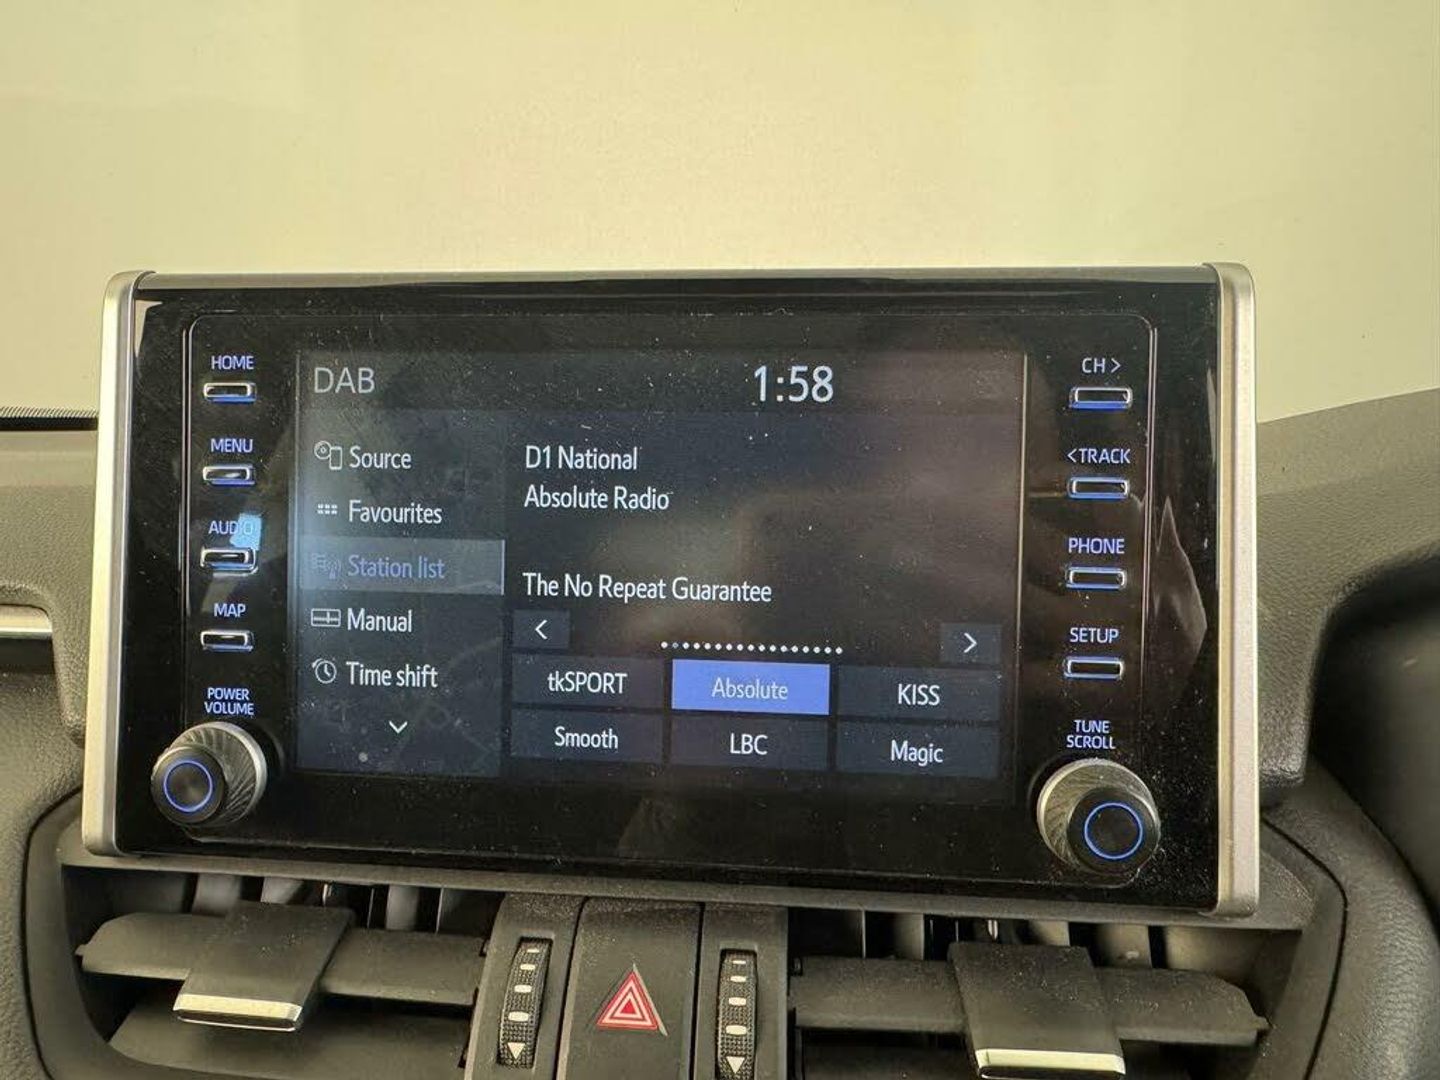 HOME
MENU
AUDIO
MAP
POWER
VOLUME
DAB
1:58
Source
Favourites
Station list
Manual
Time shift
D1 National
Absolute Radio
The No Repeat Guarantee
< >
tkSPORT Absolute KISS
Smooth LBC Magic
CH >
<TRACK
PHONE
SETUP
TUNE
SCROLL